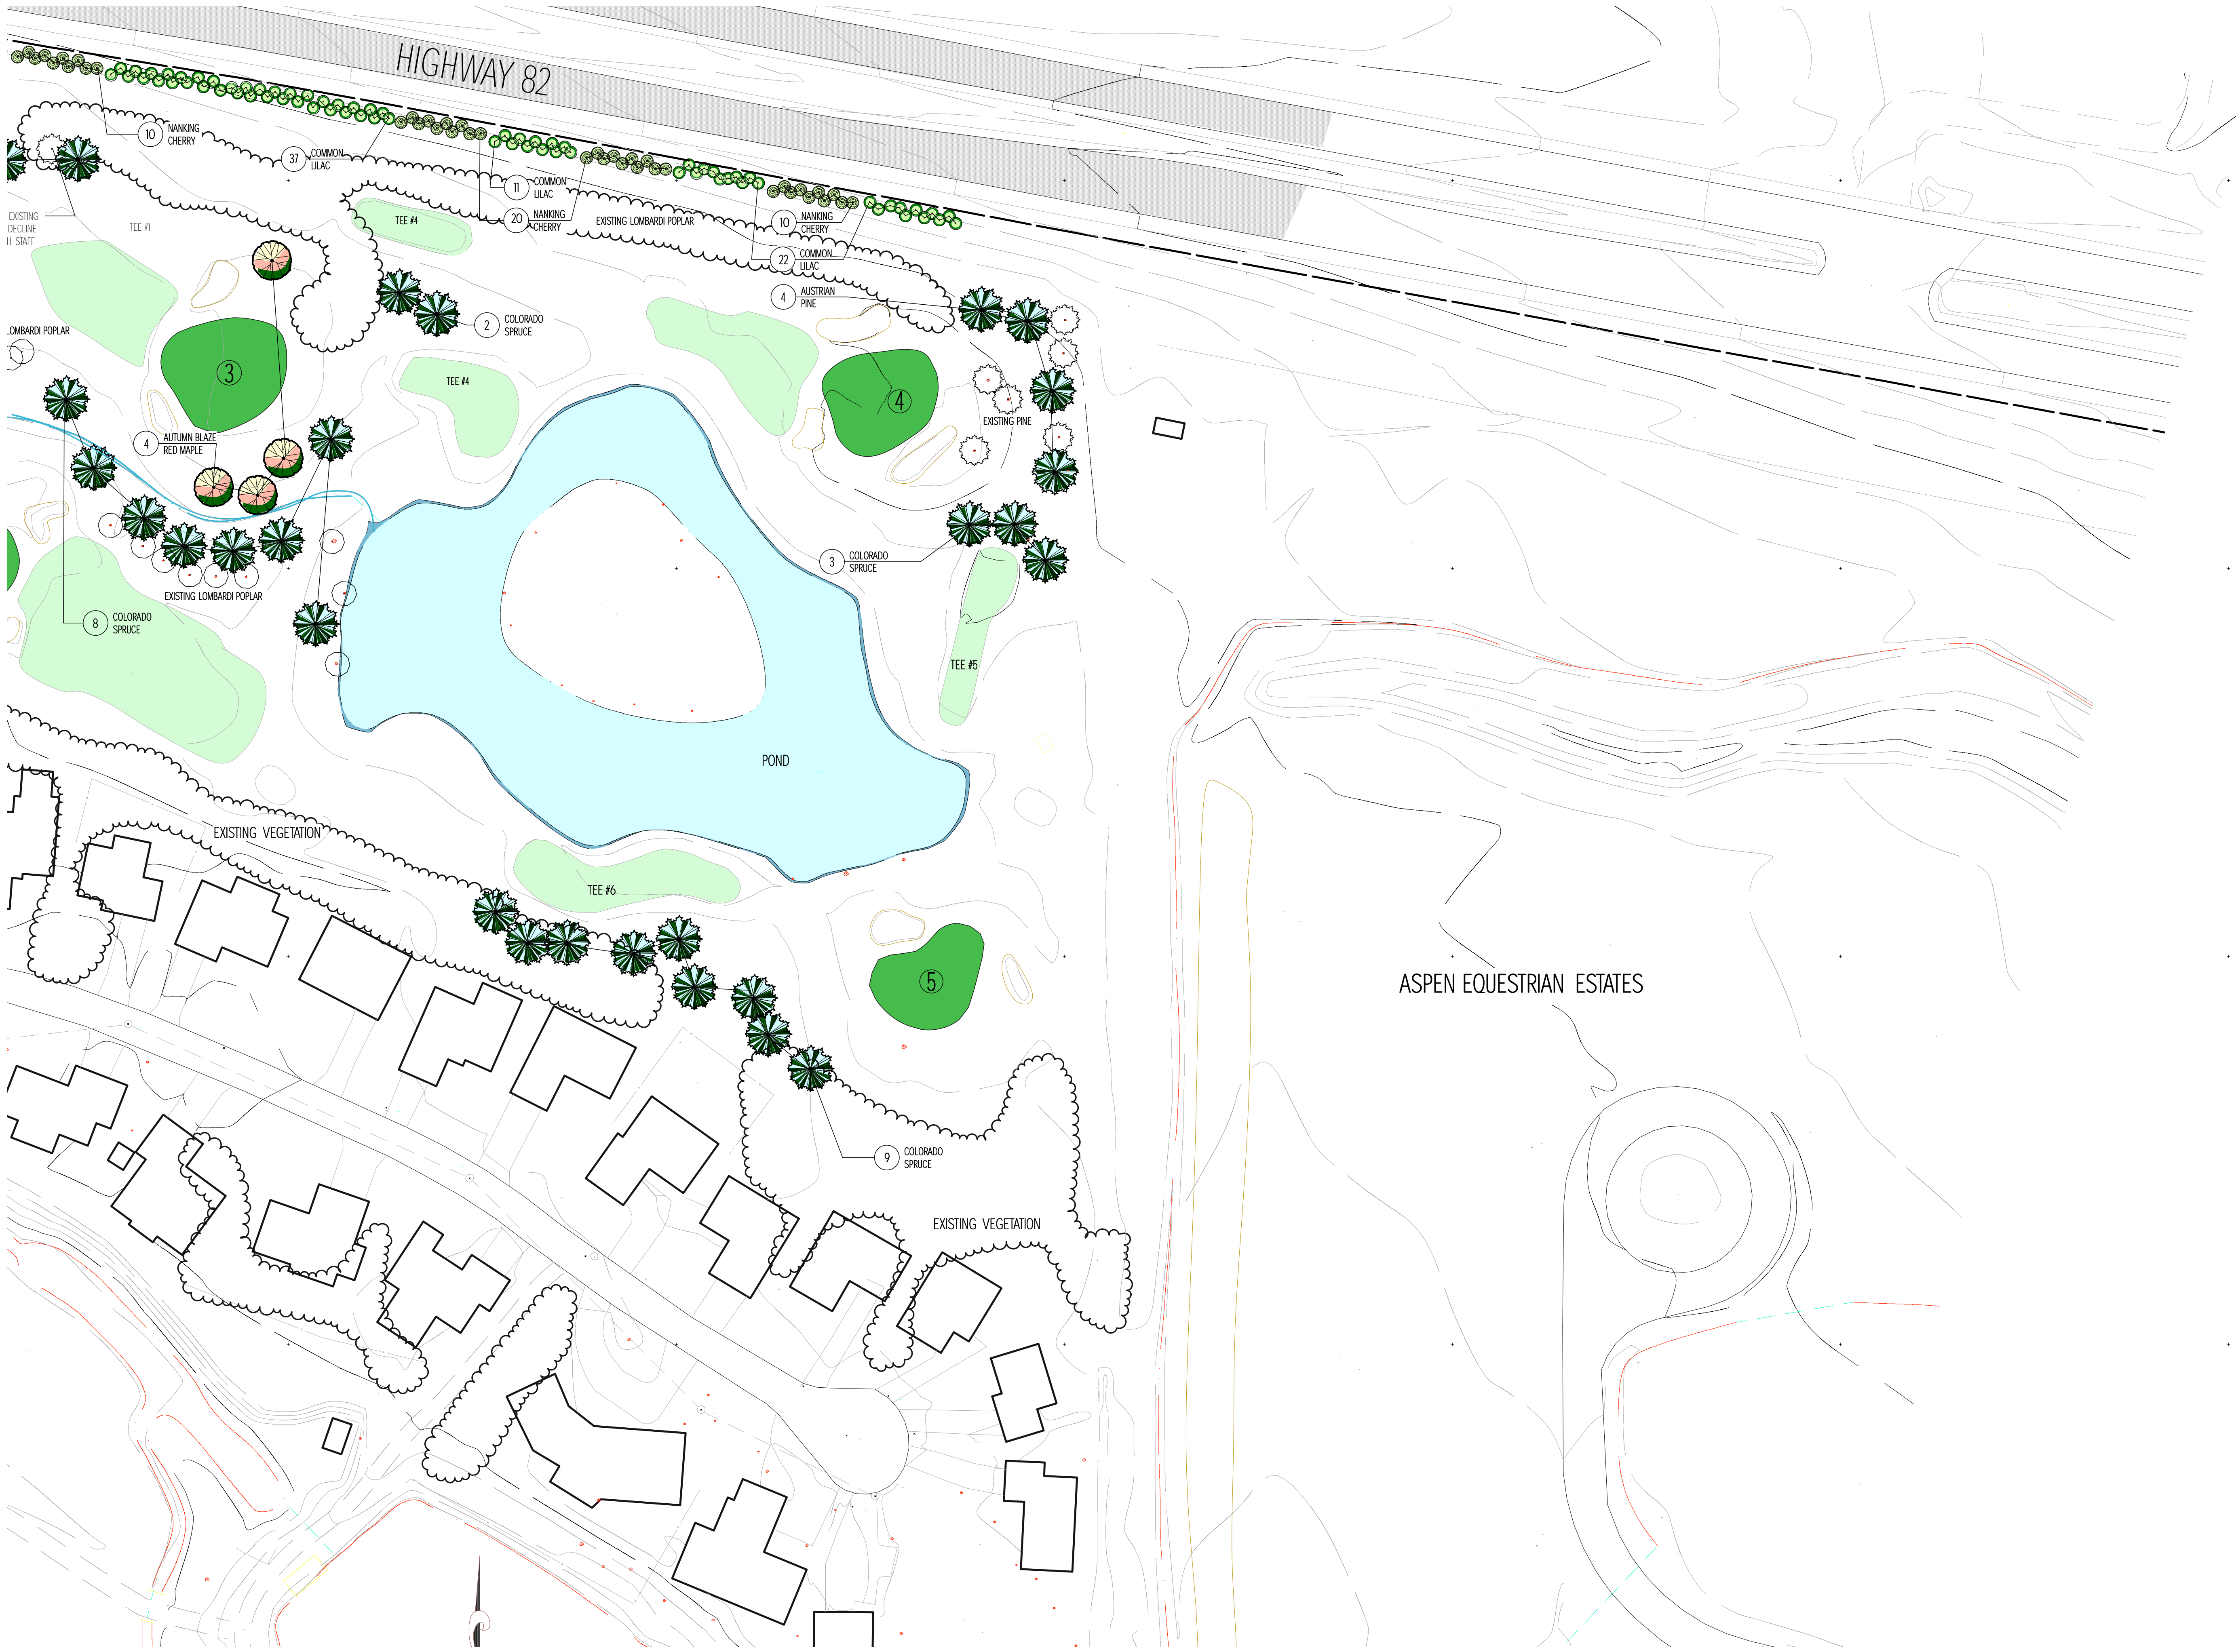 HIGHWAY 82
10
NANKING
CHERRY
37
COMMON
LILAC
11
COMMON
LILAC
20
NANKING
CHERRY
EXISTING LOMBARDI POPLAR
10
NANKING
CHERRY
22
COMMON
LILAC
4
AUSTRIAN
PINE
EXISTING
DECLINE
H STAFF
TEE #1
TEE #4
2
COLORADO
SPRUCE
LOMBARDI POPLAR
3
TEE #4
4
EXISTING PINE
4
AUTUMN BLAZE
RED MAPLE
3
COLORADO
SPRUCE
EXISTING LOMBARDI POPLAR
8
COLORADO
SPRUCE
TEE #5
POND
EXISTING VEGETATION
TEE #6
5
ASPEN EQUESTRIAN ESTATES
9
COLORADO
SPRUCE
EXISTING VEGETATION